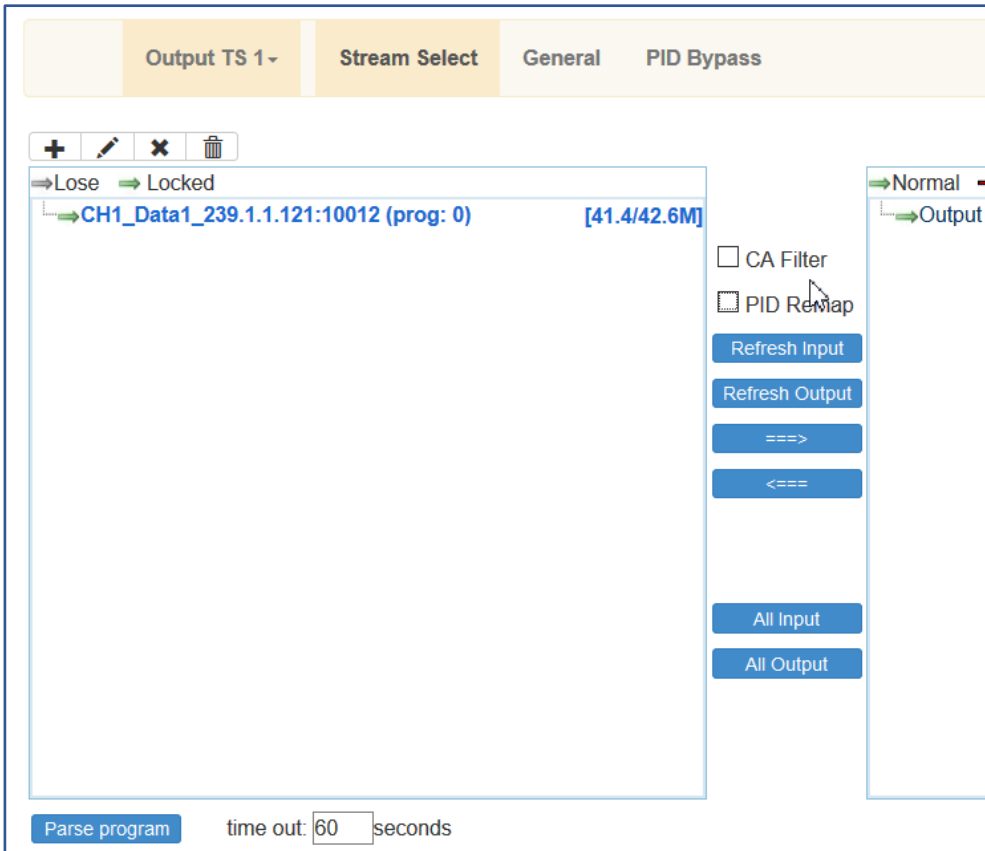 Output TS 1 Stream Select General PID Bypass
Lose Locked
CH1_Data1_239.1.1.121:10012 (prog: 0) [41.4/42.6M]
CA Filter
PID Remap
Refresh Input
Refresh Output
===>
<===
All Input
All Output
Normal
Output
Parse program time out: 60 seconds